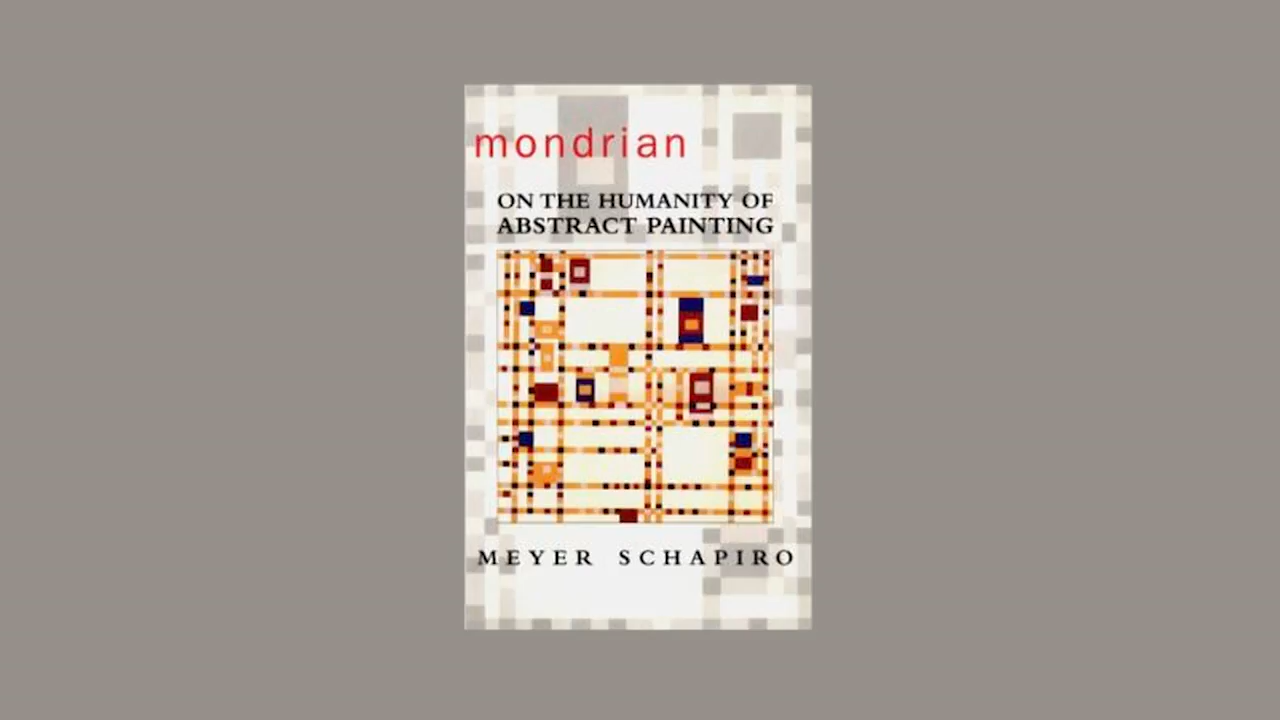 mondrian
ON THE HUMANITY OF
ABSTRACT PAINTING
MEYER SCHAPIRO